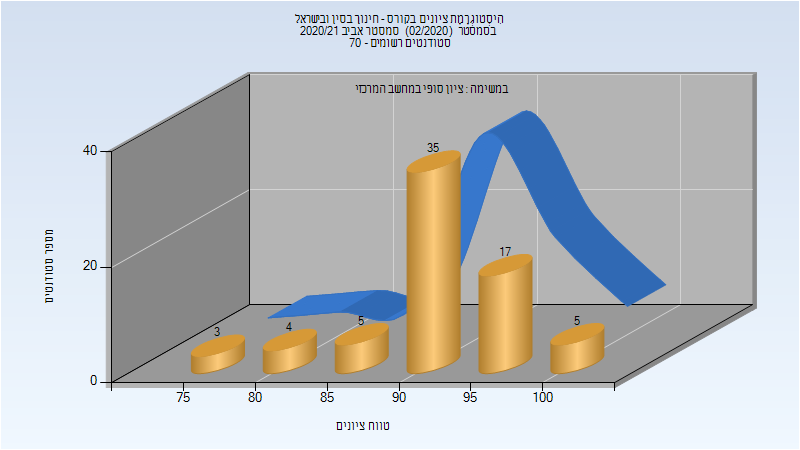 היסטוגרמת ציונים בקורס - חינוך בסין ובישראל
בסמסטר (02/2020) סמסטר אביב 2020/21
סטודנטים רשומים - 70
במשימה : ציון סופי במחשב המרכזי
40
20
0
מספר סטודנטים
3
4
5
35
17
5
75
80
85
90
95
100
טווח ציונים